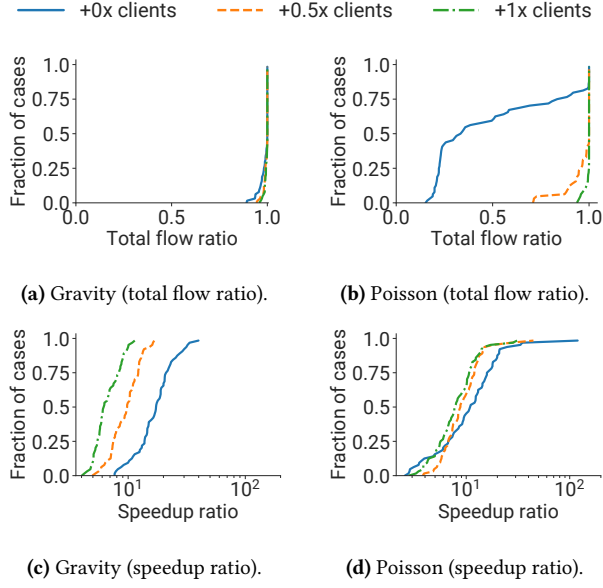 +0x clients +0.5x clients +1x clients
Fraction of cases
1.0
0.75
0.5
0.25
0.0
0.0 0.5 1.0
Total flow ratio
(a) Gravity (total flow ratio).
Fraction of cases
1.0
0.75
0.5
0.25
0.0
0.0 0.5 1.0
Total flow ratio
(b) Poisson (total flow ratio).
Fraction of cases
1.0
0.75
0.50
0.25
0.0
10¹ 10²
Speedup ratio
(c) Gravity (speedup ratio).
Fraction of cases
1.0
0.75
0.50
0.25
0.0
10¹ 10²
Speedup ratio
(d) Poisson (speedup ratio).